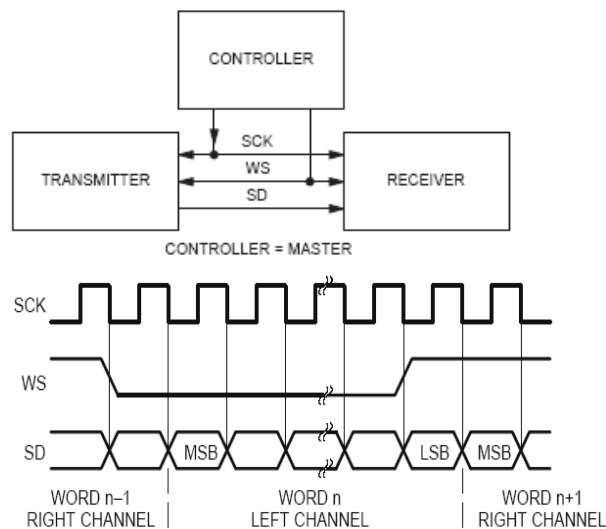 CONTROLLER
TRANSMITTER
SCK
WS
SD
RECEIVER
CONTROLLER = MASTER
SCK
WS
SD
MSB
LSB
MSB
WORD n–1
RIGHT CHANNEL
WORD n
LEFT CHANNEL
WORD n+1
RIGHT CHANNEL